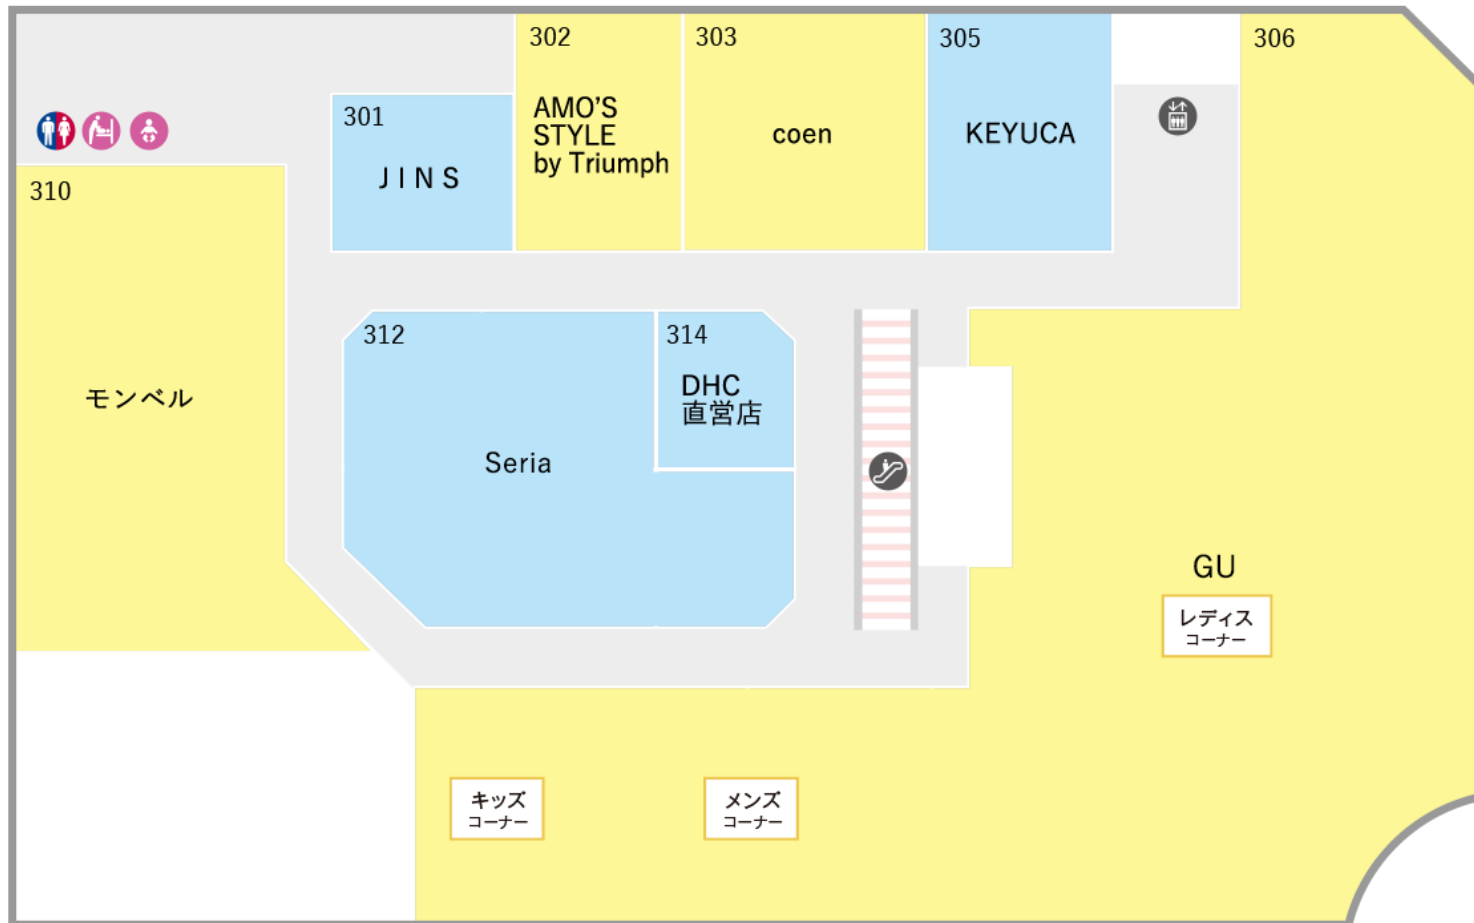 302
303
305
306
301
AMO'S
STYLE
by Triumph
coen
KEYUCA
JINS
310
312
314
モンベル
DHC
直営店
Seria
GU
レディス
コーナー
キッズ
コーナー
メンズ
コーナー